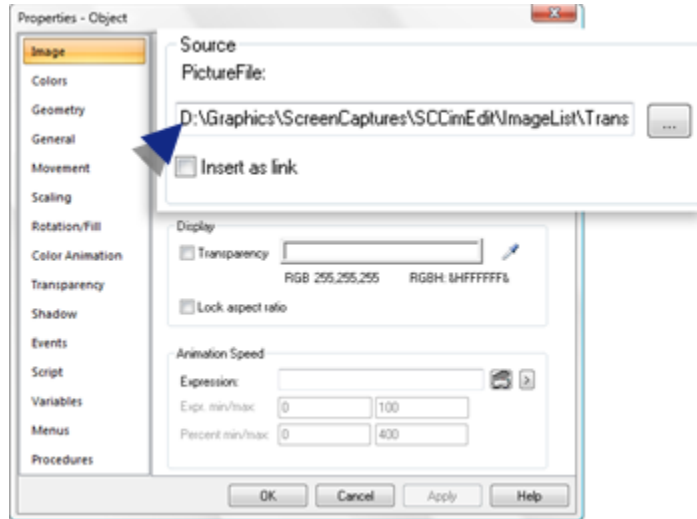 Properties - Object
Image
Colors
Geometry
General
Movement
Scaling
Rotation/Fill
Color Animation
Transparency
Shadow
Events
Script
Variables
Menus
Procedures
Source
PictureFile:
D:\Graphics\ScreenCaptures\SCCimEdit\ImageList\Trans
...
Insert as link
Display
Transparency
RGB 255,255,255 RGBH: &HFFFFFF&
Lock aspect ratio
Animation Speed
Expression:
>
Expr. min/max: 0 100
Percent min/max: 0 400
OK Cancel Apply Help